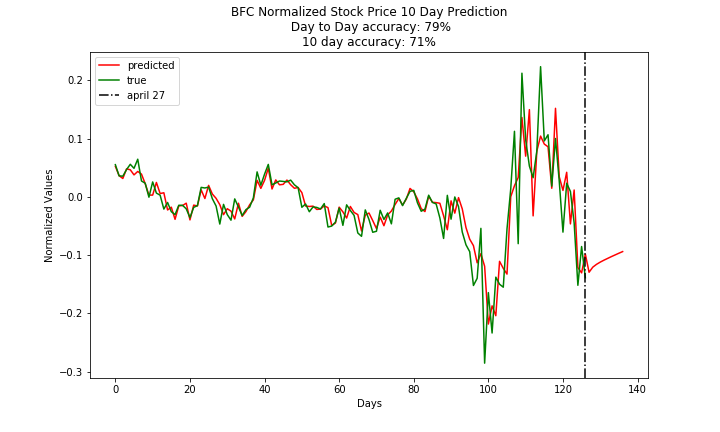 BFC Normalized Stock Price 10 Day Prediction
Day to Day accuracy: 79%
10 day accuracy: 71%
predicted
true
april 27
Normalized Values
0.2
0.1
0.0
−0.1
−0.2
−0.3
0 20 40 60 80 100 120 140
Days